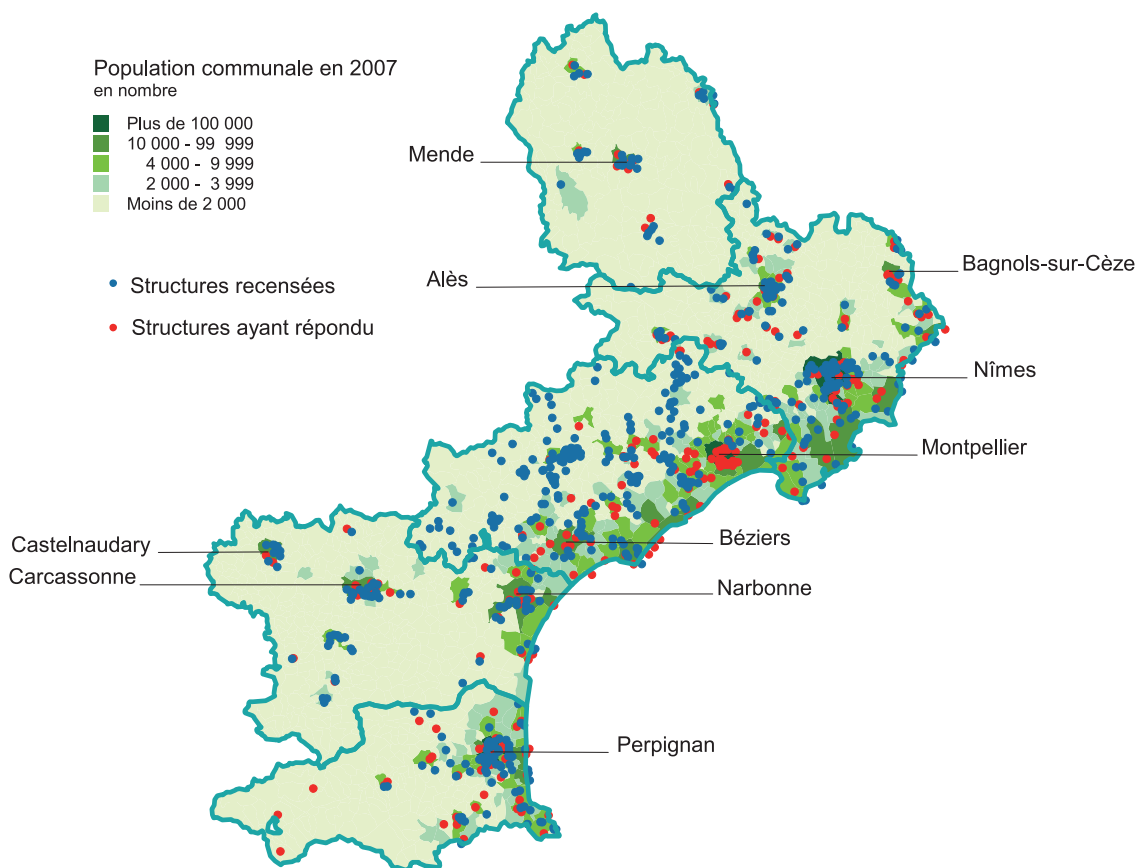 Population communale en 2007
en nombre
Plus de 100 000
10 000 - 99 999
4 000 - 9 999
2 000 - 3 999
Moins de 2 000
Structures recensées
Structures ayant répondu
Mende
Alès
Bagnols-sur-Cèze
Nîmes
Montpellier
Béziers
Castelnaudary
Carcassonne
Narbonne
Perpignan